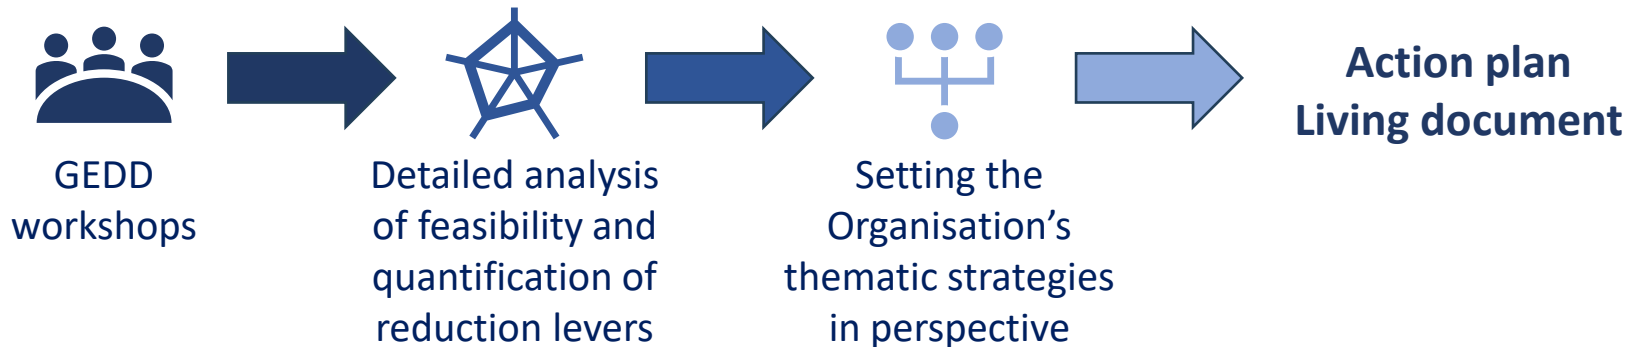 GEDD
workshops
Detailed analysis
of feasibility and
quantification of
reduction levers
Setting the
Organisation’s
thematic strategies
in perspective
Action plan
Living document